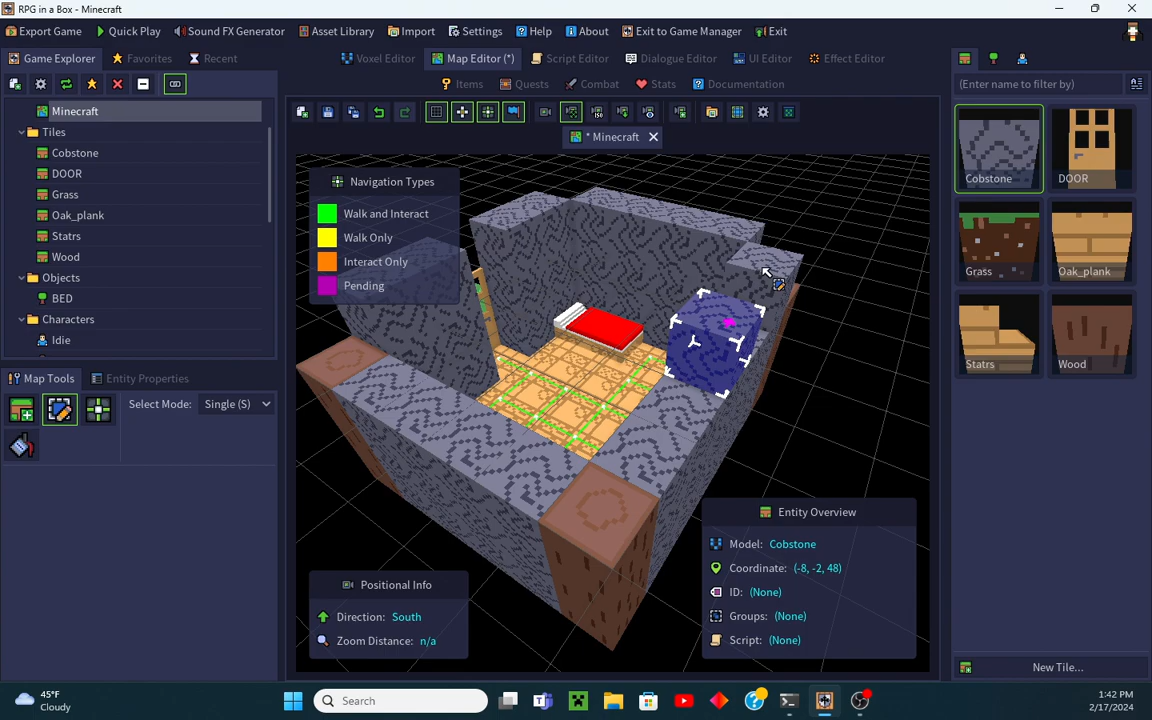 RPG in a Box - Minecraft
Export Game Quick Play Sound FX Generator Asset Library Import Settings Help About Exit to Game Manager Exit
Game Explorer Favorites Recent Voxel Editor Map Editor (*) Script Editor Dialogue Editor UI Editor Effect Editor
Items Quests Combat Stats Documentation
(Enter name to filter by)
* Minecraft
Minecraft
Tiles
Cobstone
DOOR
Grass
Oak_plank
Statrs
Wood
Objects
BED
Characters
Idie
Map Tools Entity Properties
Select Mode: Single (S)
Navigation Types
Walk and Interact
Walk Only
Interact Only
Pending
Positional Info
Direction: South
Zoom Distance: n/a
Entity Overview
Model: Cobstone
Coordinate: (-8, -2, 48)
ID: (None)
Groups: (None)
Script: (None)
Cobstone DOOR
Grass Oak_plank
Statrs Wood
New Tile...
45°F
Cloudy
Search
1:42 PM
2/17/2024